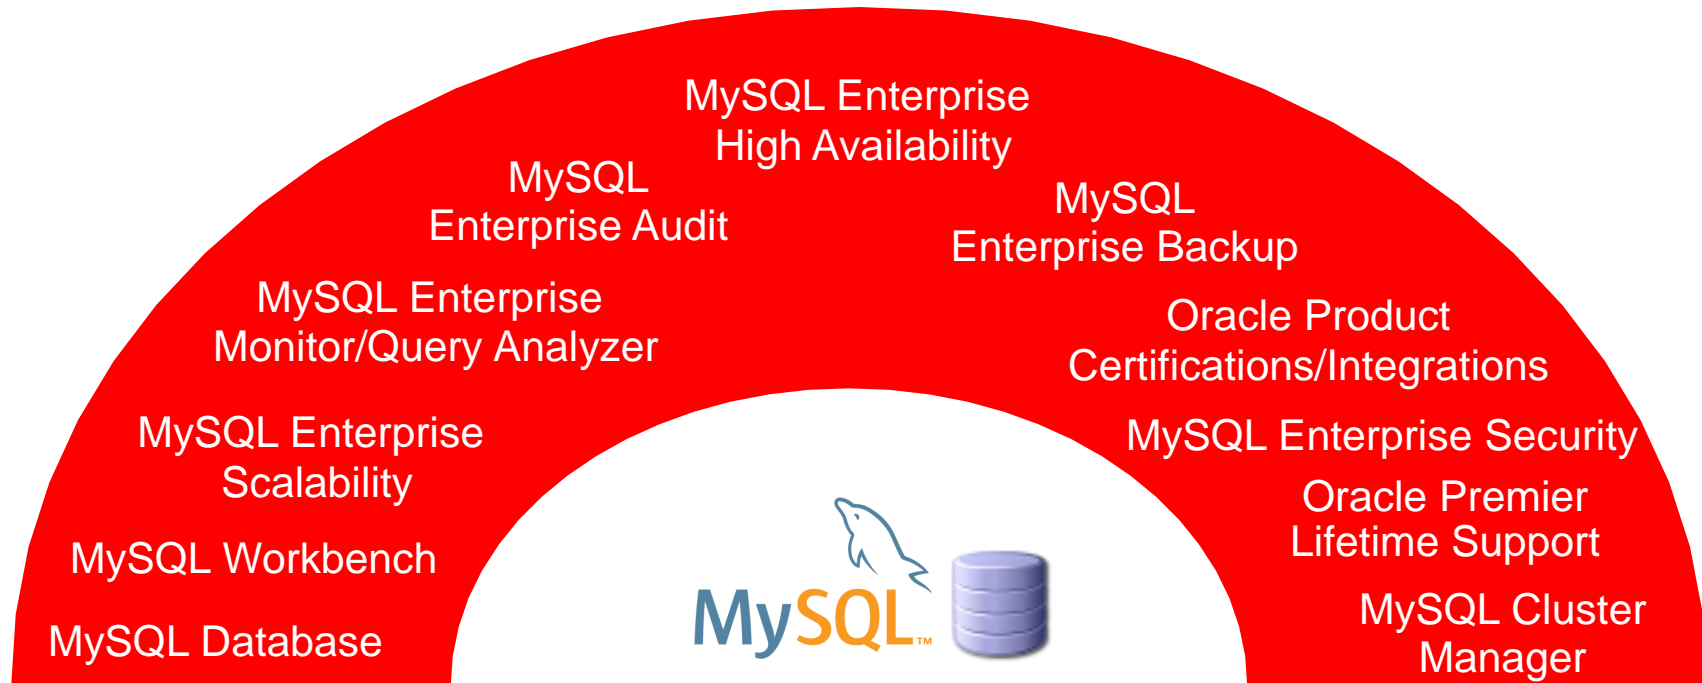 MySQL Enterprise
High Availability
MySQL
Enterprise Audit
MySQL
Enterprise Backup
MySQL Enterprise
Monitor/Query Analyzer
Oracle Product
Certifications/Integrations
MySQL Enterprise
Scalability
MySQL Enterprise Security
Oracle Premier
Lifetime Support
MySQL Workbench
MySQL™
MySQL Database
MySQL Cluster
Manager